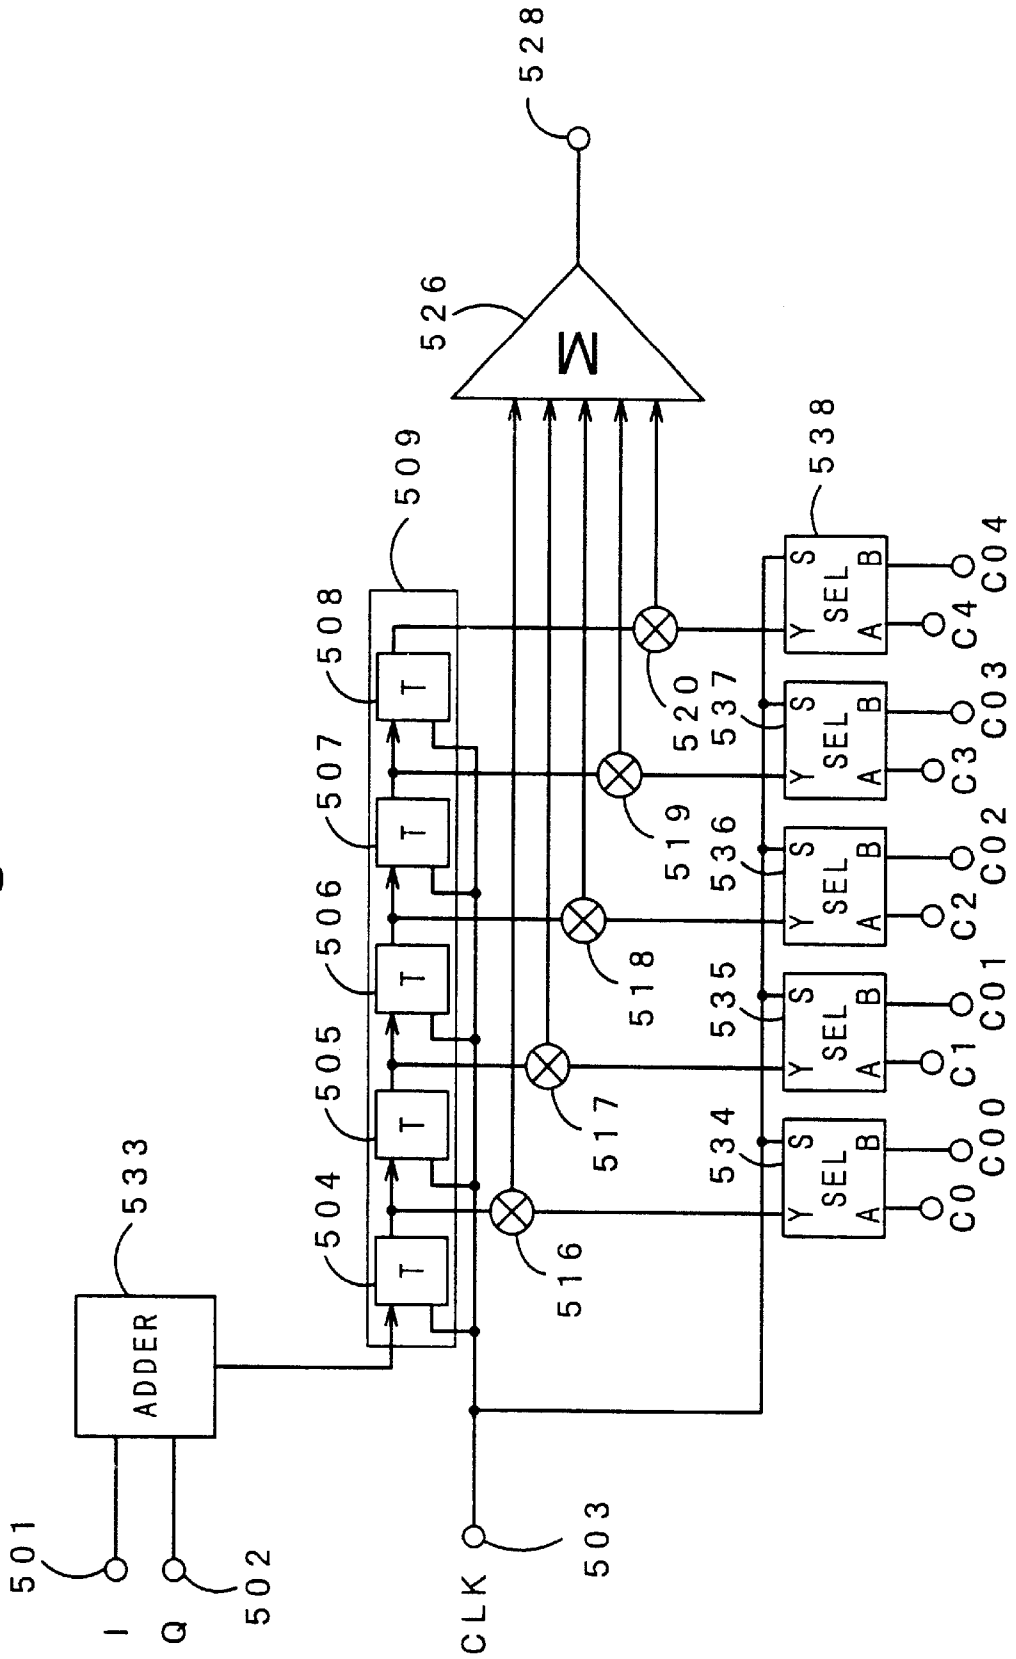 501
I
ADDER
533
Q
502
504 505 506 507 508
T T T T T
509
526
528
CLK
503
516
517
518
519
520
Σ
534 535 536 537 538
Y S Y S Y S Y S Y S
SEL SEL SEL SEL SEL
A B A B A B A B A B
C0 C00 C1 C01 C2 C02 C3 C03 C4 C04